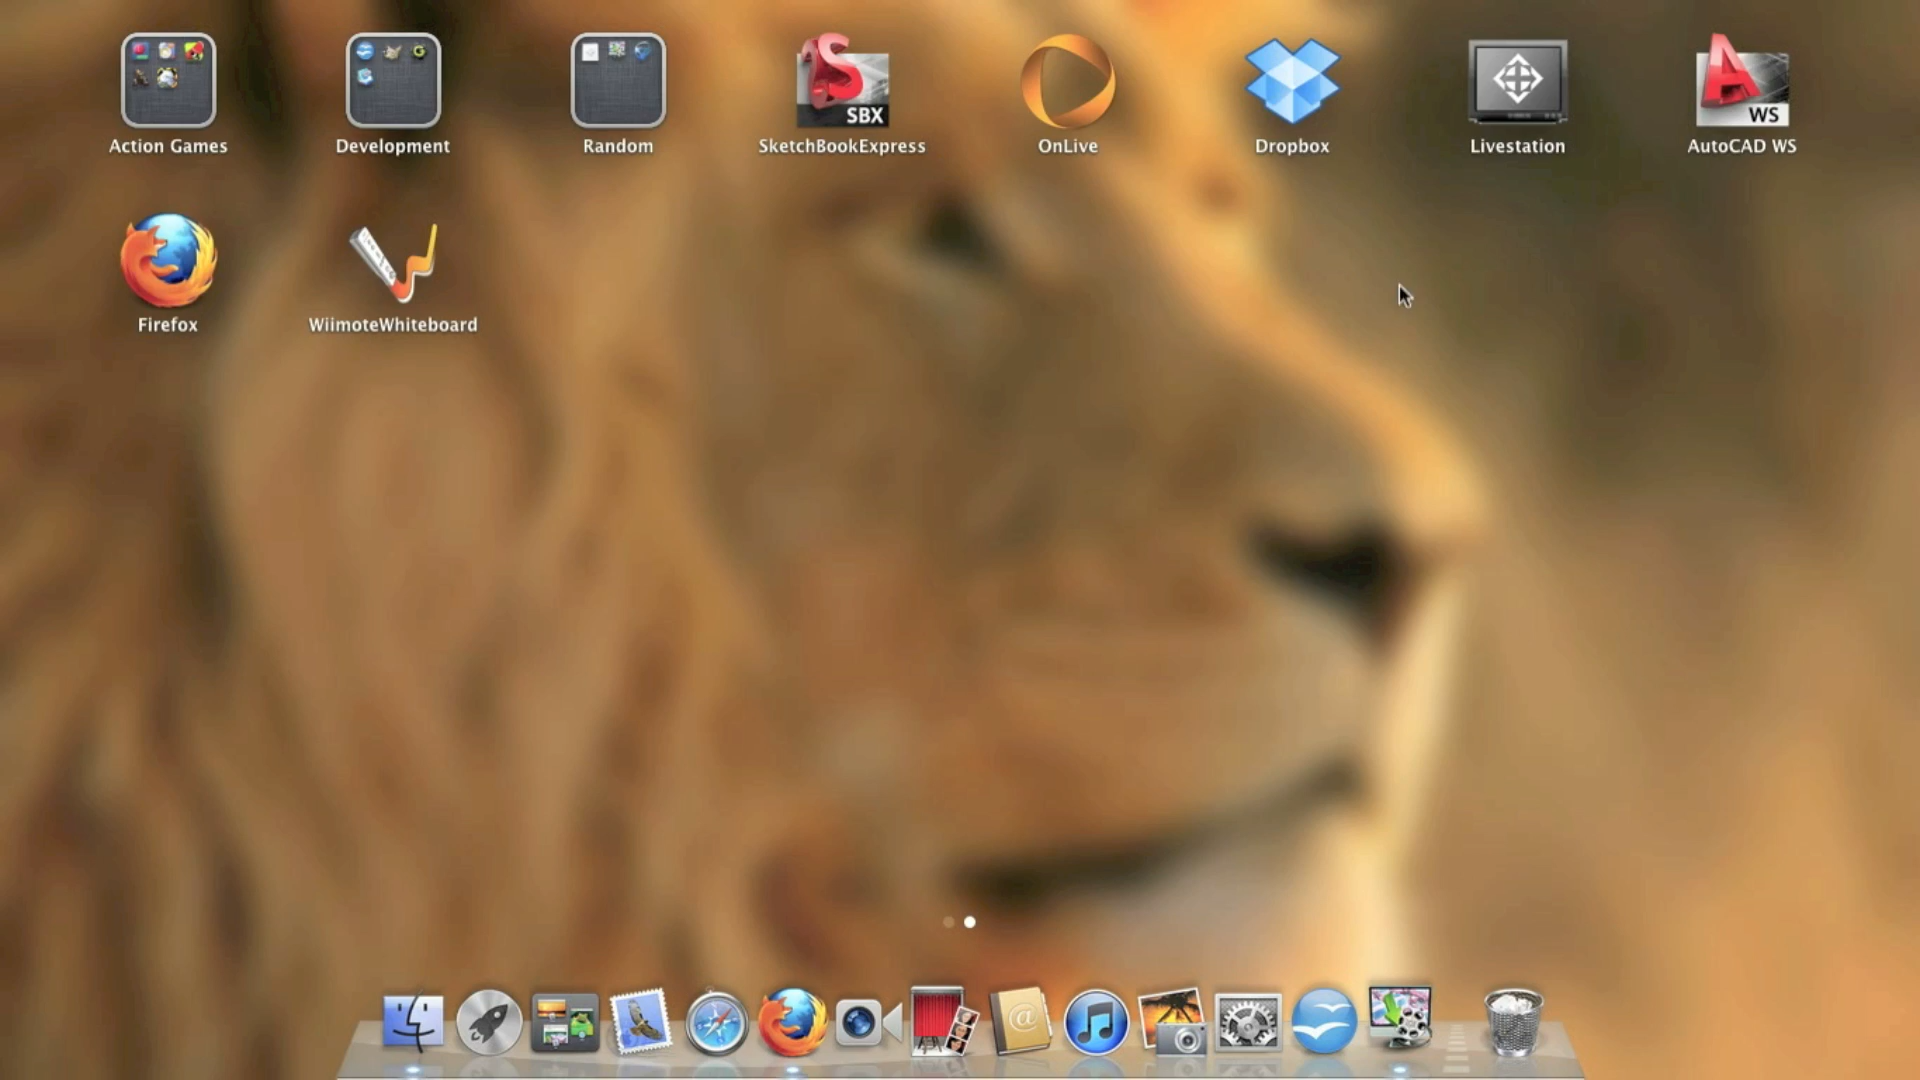 SBX
WS
Action Games
Development
Random
SketchBookExpress
OnLive
Dropbox
Livestation
AutoCAD WS
Firefox
WiimoteWhiteboard